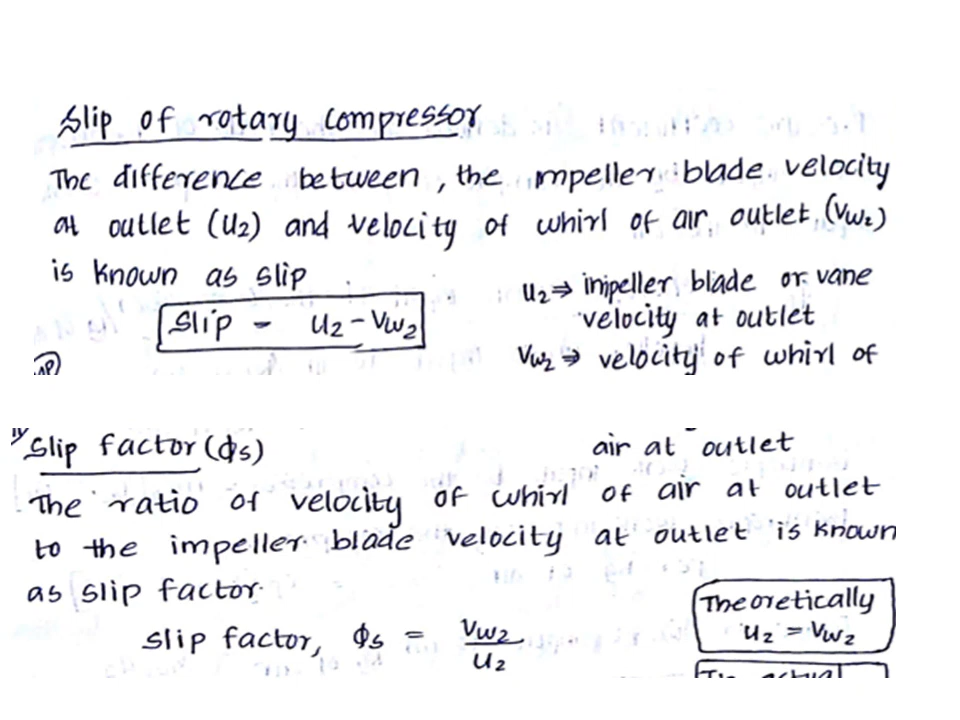 Slip of rotary compressor
The difference between, the impeller blade velocity
at outlet (U2) and velocity of whirl of air outlet (Vw2)
is known as slip
U2 ⇒ impeller blade or vane
velocity at outlet
Slip = U2 - Vw2
Vw2 ⇒ velocity of whirl of
air at outlet
Slip factor (ɸs)
The ratio of velocity of whirl of air at outlet
to the impeller blade velocity at outlet is known
as slip factor.
slip factor, ɸs = Vw2 / U2
Theoretically
U2 = Vw2